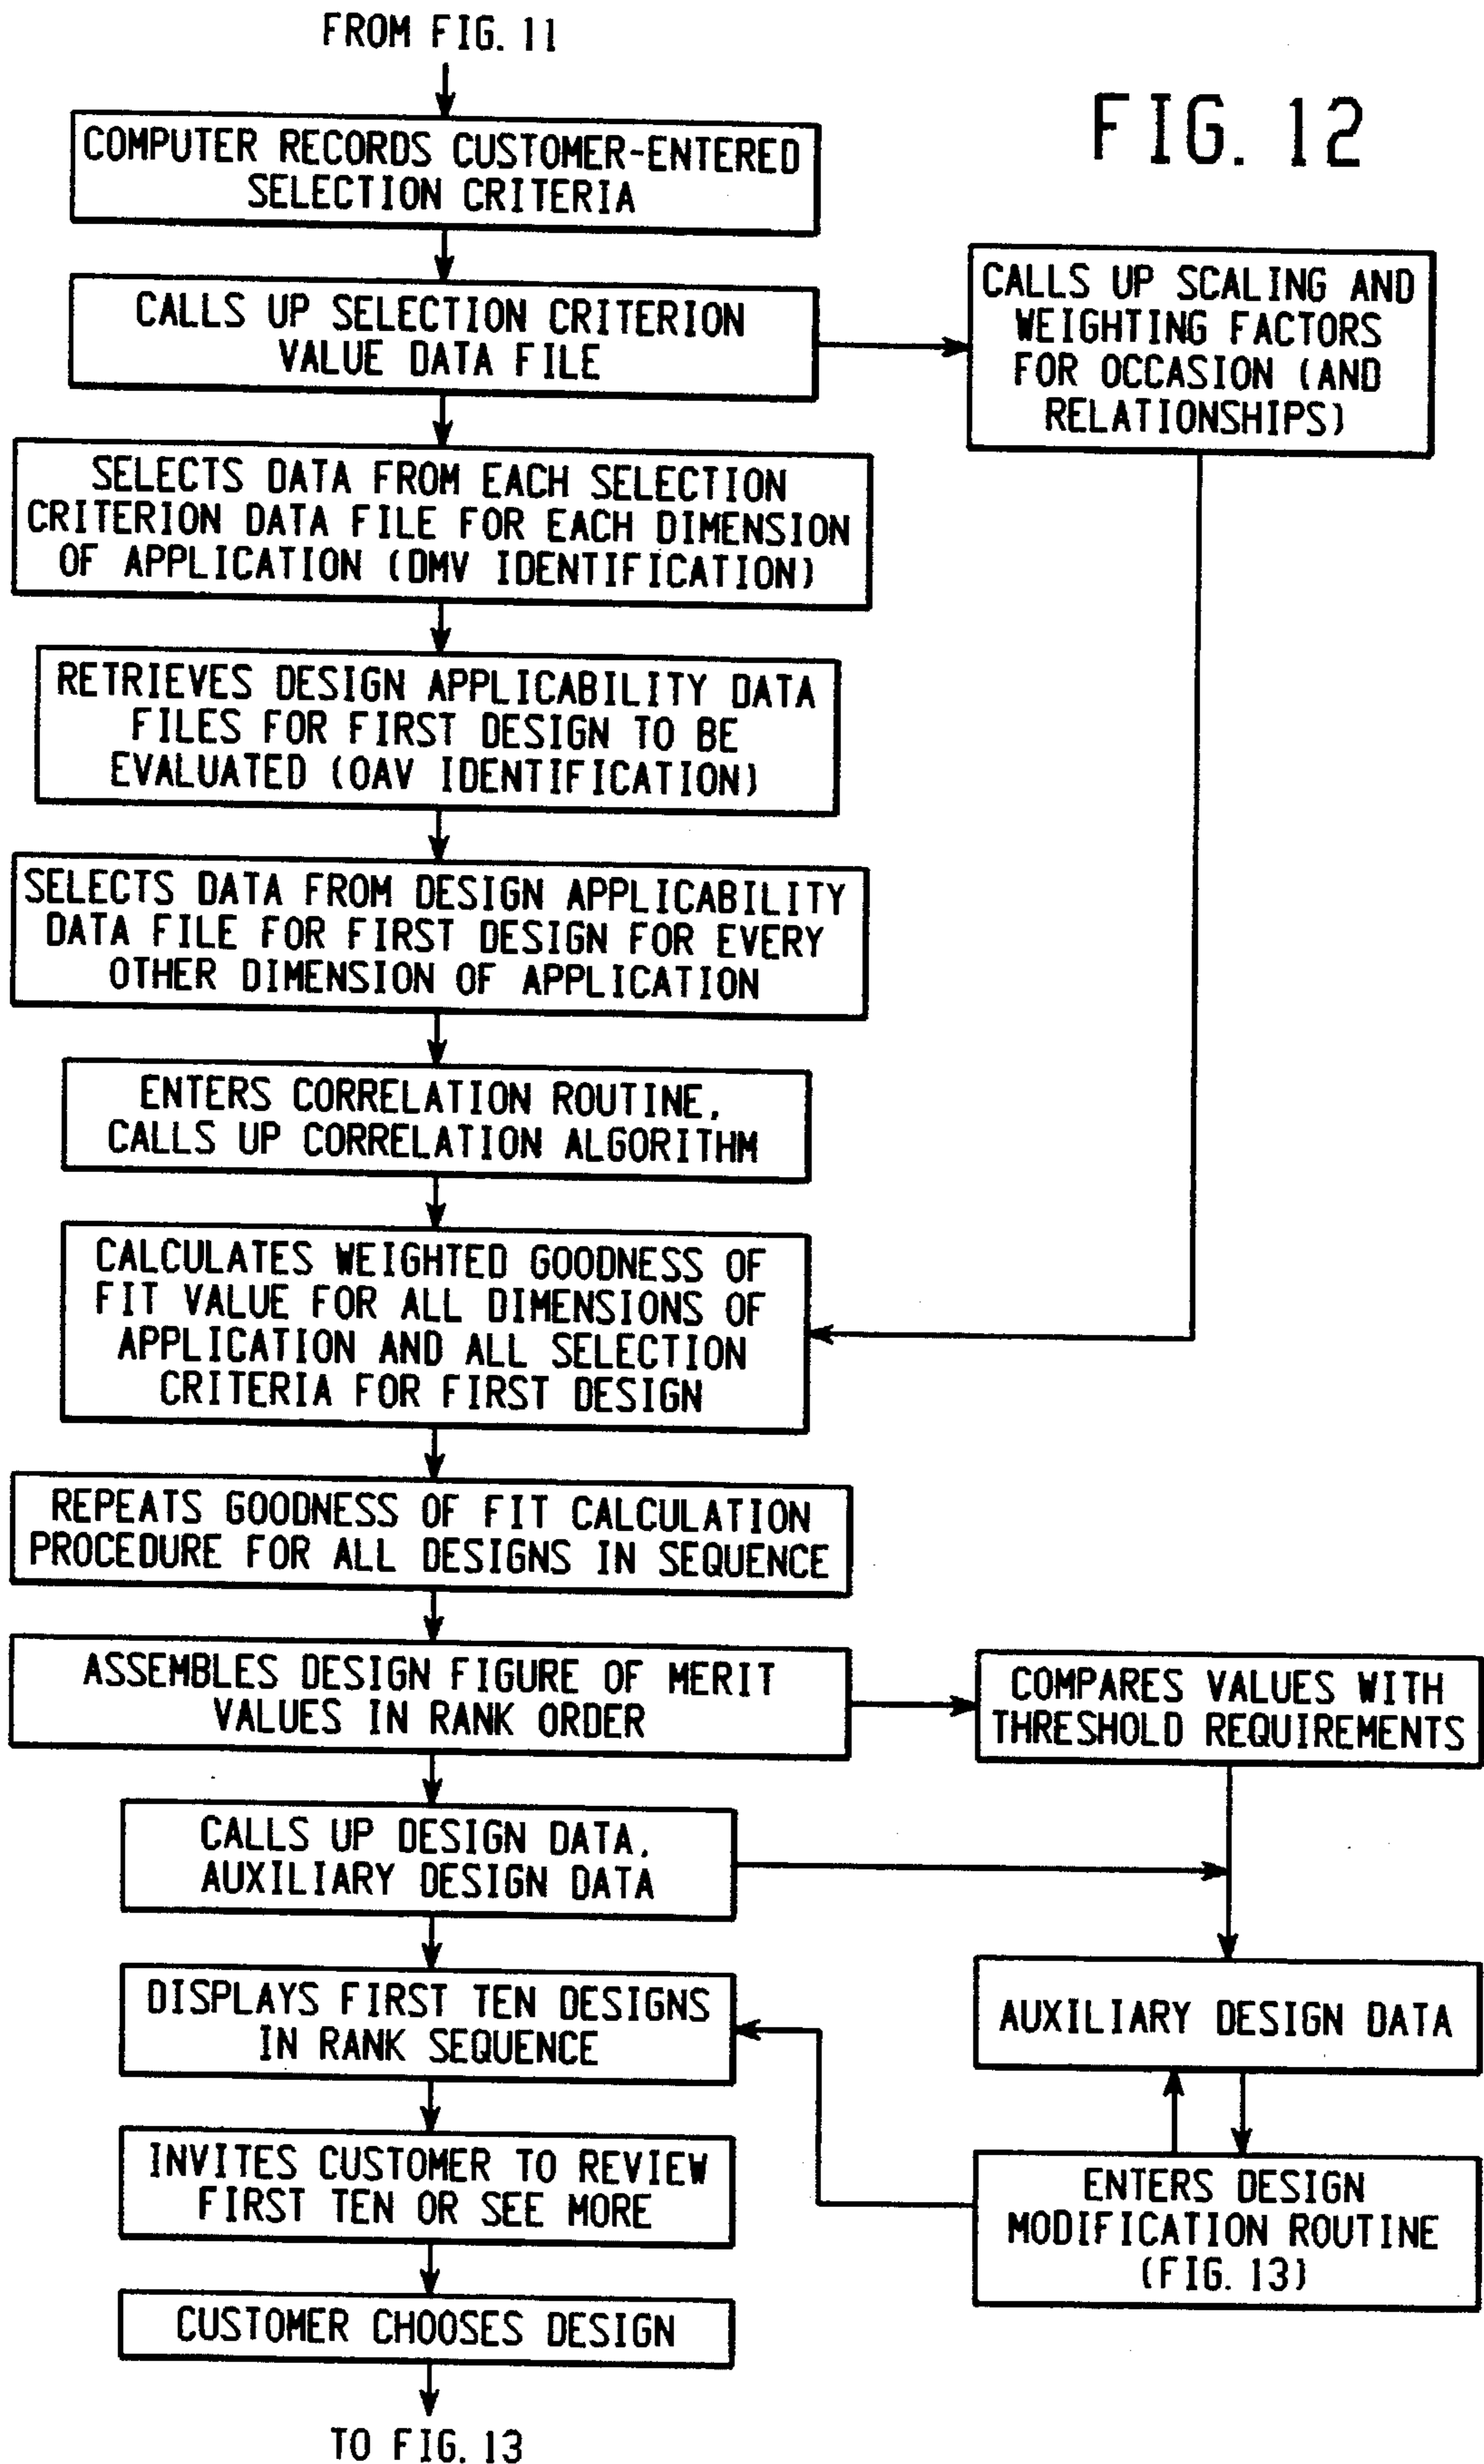 FROM FIG. 11
FIG. 12
COMPUTER RECORDS CUSTOMER-ENTERED
SELECTION CRITERIA
CALLS UP SELECTION CRITERION
VALUE DATA FILE
CALLS UP SCALING AND
WEIGHTING FACTORS
FOR OCCASION (AND
RELATIONSHIPS)
SELECTS DATA FROM EACH SELECTION
CRITERION DATA FILE FOR EACH DIMENSION
OF APPLICATION (DMV IDENTIFICATION)
RETRIEVES DESIGN APPLICABILITY DATA
FILES FOR FIRST DESIGN TO BE
EVALUATED (OAV IDENTIFICATION)
SELECTS DATA FROM DESIGN APPLICABILITY
DATA FILE FOR FIRST DESIGN FOR EVERY
OTHER DIMENSION OF APPLICATION
ENTERS CORRELATION ROUTINE,
CALLS UP CORRELATION ALGORITHM
CALCULATES WEIGHTED GOODNESS OF
FIT VALUE FOR ALL DIMENSIONS OF
APPLICATION AND ALL SELECTION
CRITERIA FOR FIRST DESIGN
REPEATS GOODNESS OF FIT CALCULATION
PROCEDURE FOR ALL DESIGNS IN SEQUENCE
ASSEMBLES DESIGN FIGURE OF MERIT
VALUES IN RANK ORDER
COMPARES VALUES WITH
THRESHOLD REQUIREMENTS
CALLS UP DESIGN DATA,
AUXILIARY DESIGN DATA
DISPLAYS FIRST TEN DESIGNS
IN RANK SEQUENCE
AUXILIARY DESIGN DATA
INVITES CUSTOMER TO REVIEW
FIRST TEN OR SEE MORE
ENTERS DESIGN
MODIFICATION ROUTINE
(FIG. 13)
CUSTOMER CHOOSES DESIGN
TO FIG. 13